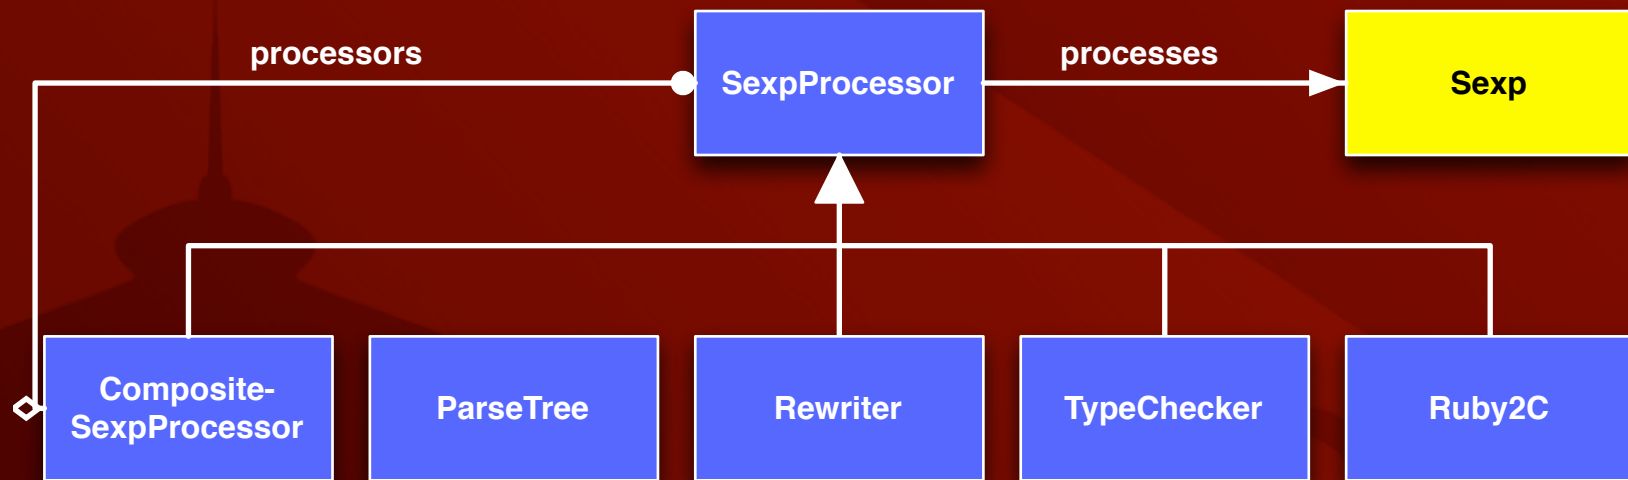 processors
processes
SexpProcessor
Sexp
Composite-
SexpProcessor
ParseTree
Rewriter
TypeChecker
Ruby2C